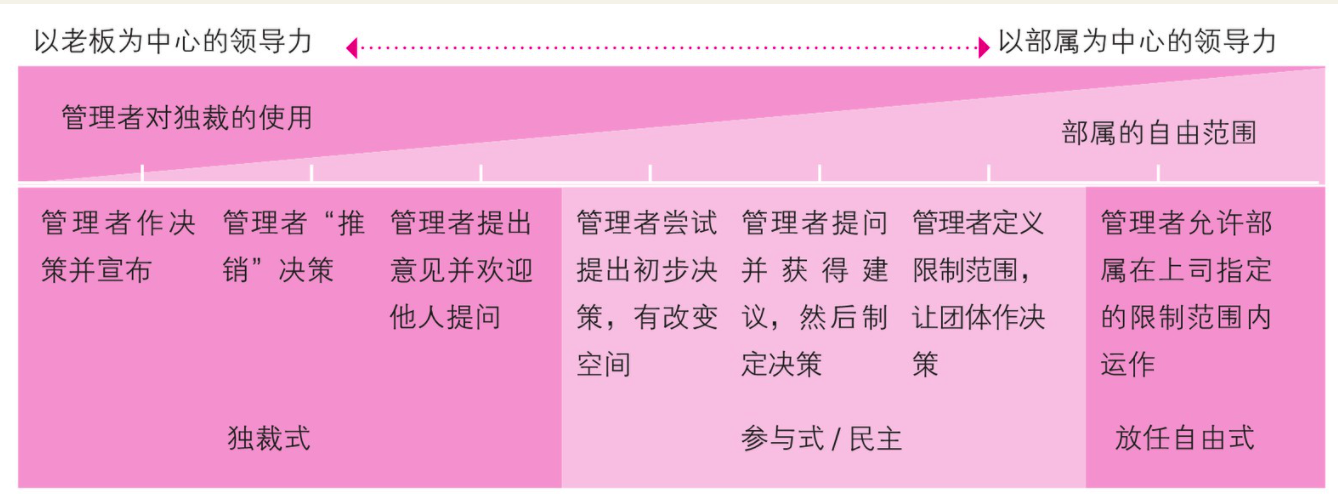 以老板为中心的领导力
以部属为中心的领导力
管理者对独裁的使用
部属的自由范围
管理者作决
策并宣布
管理者“推
销”决策
管理者提出
意见并欢迎
他人提问
管理者尝试
提出初步决
策，有改变
空间
管理者提问
并获得建
议，然后制
定决策
管理者定义
限制范围，
让团体作决
策
管理者允许部
属在上司指定
的限制范围内
运作
独裁式
参与式/民主
放任自由式